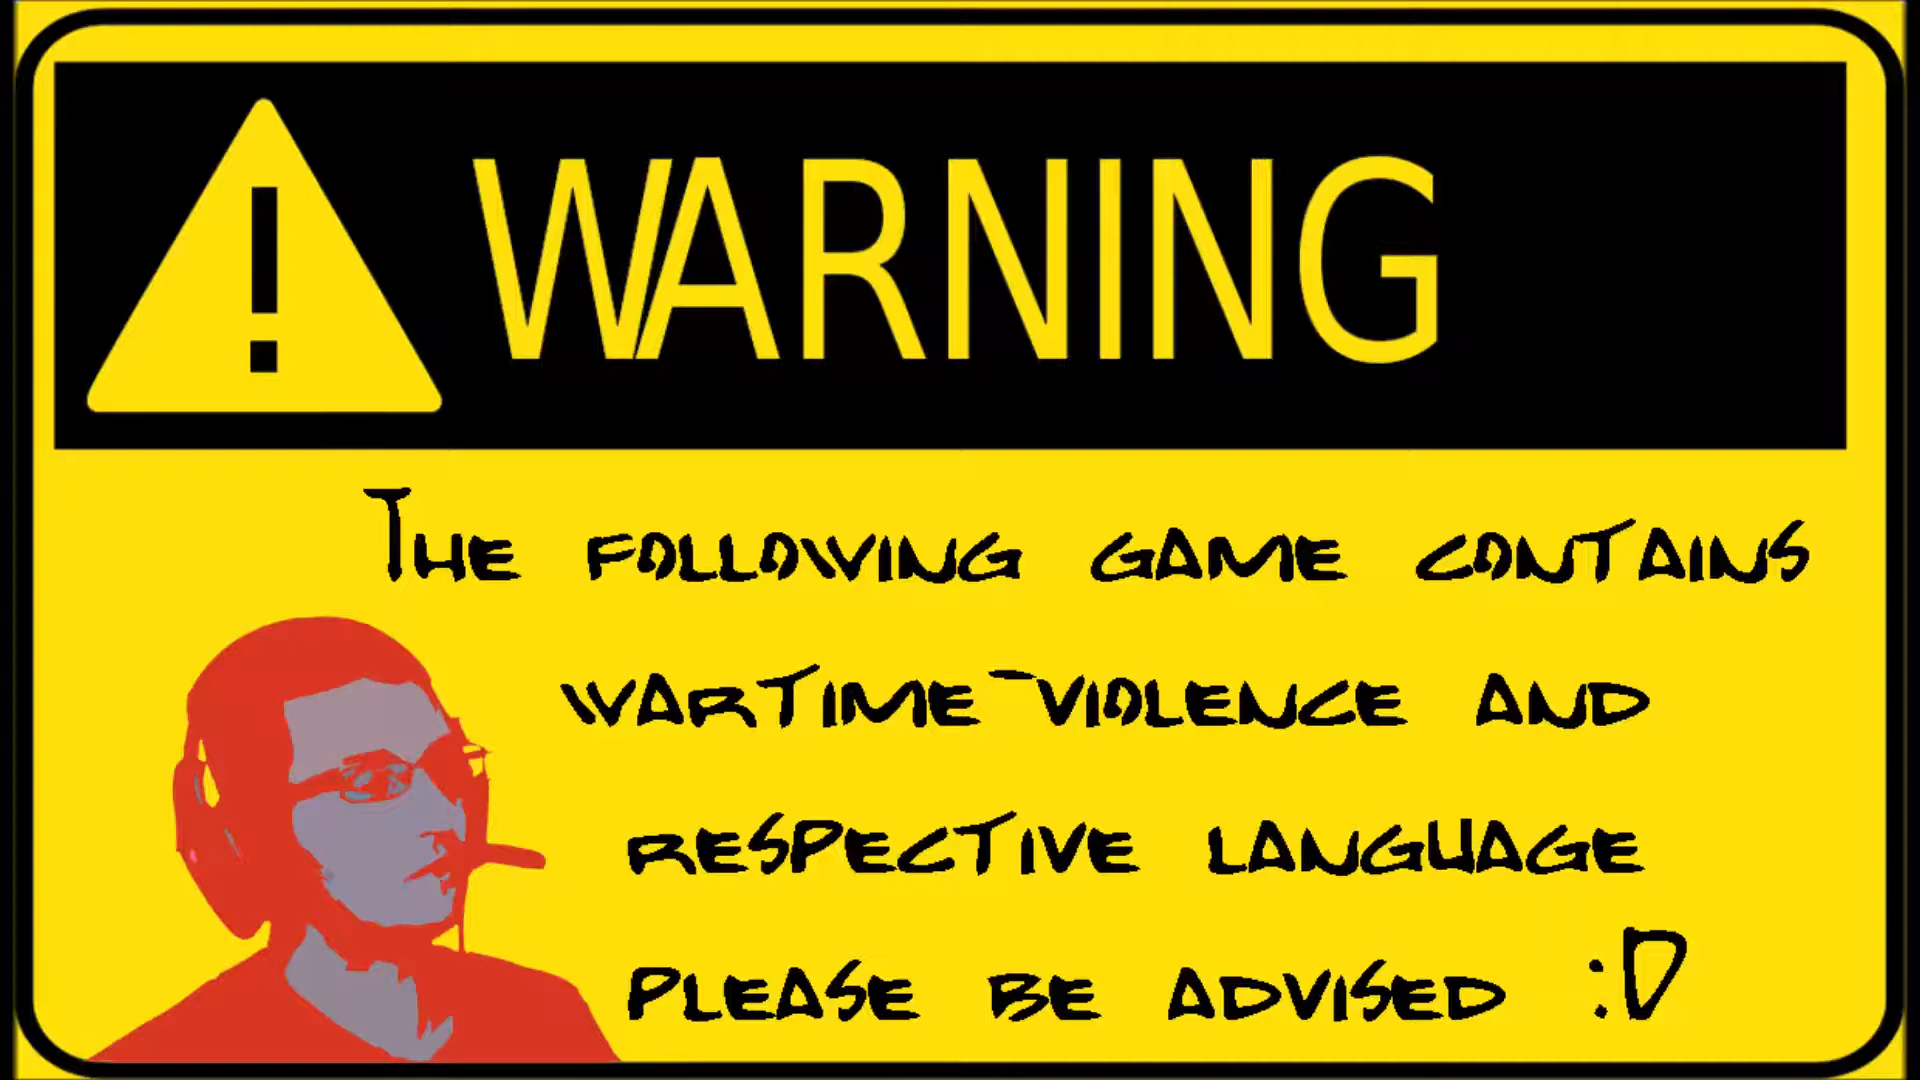 WARNING
The following game contains
wartime violence and
respective language
please be advised :D